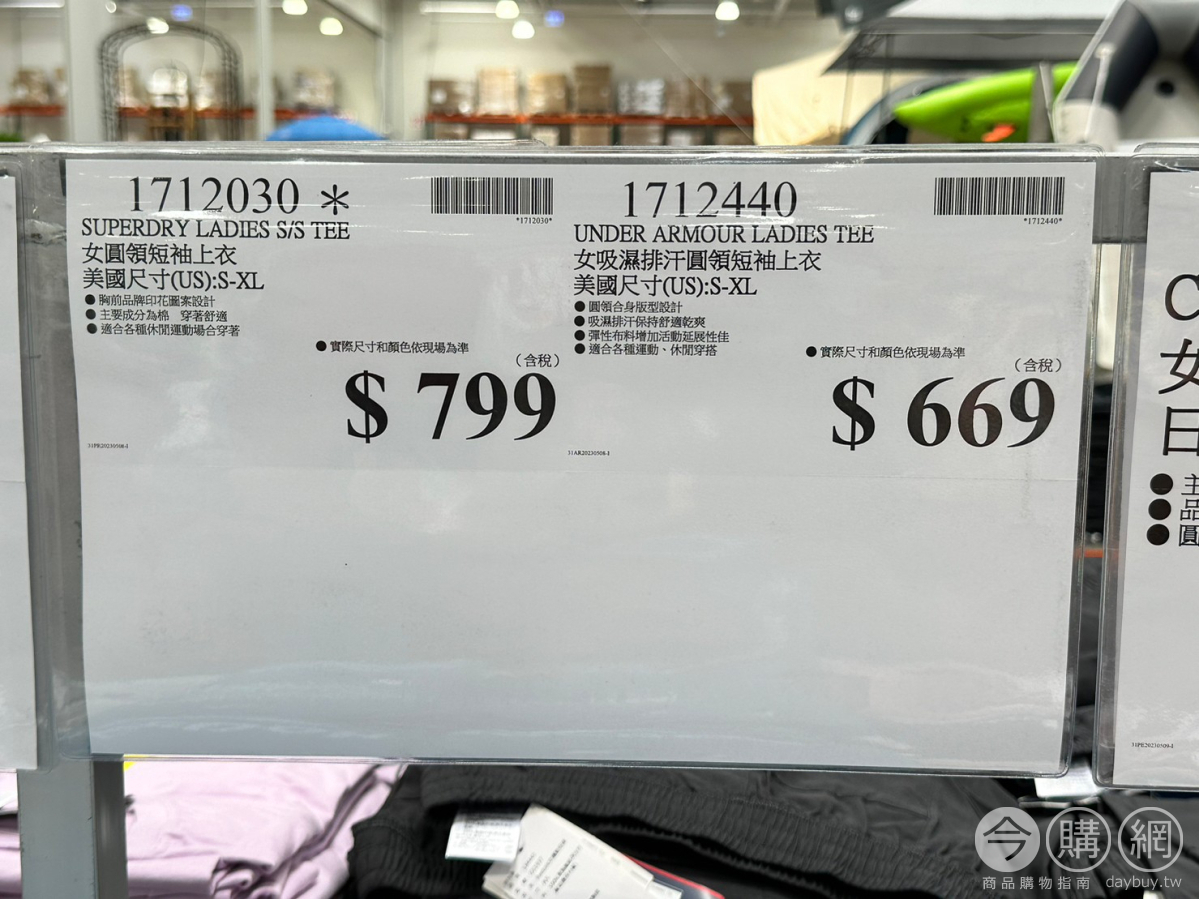 1712030 *
*1712030*
SUPERDRY LADIES S/S TEE
女圓領短袖上衣
美國尺寸(US):S-XL
●胸前品牌印花圖案設計
●主要成分為棉 穿著舒適
●適合各種休閒運動場合穿著
●實際尺寸和顏色依現場為準
(含稅)
$ 799
31PE20230508-I
1712440
*1712440*
UNDER ARMOUR LADIES TEE
女吸濕排汗圓領短袖上衣
美國尺寸(US):S-XL
●圓領合身版型設計
●吸濕排汗保持舒適乾爽
●彈性布料增加活動延展性佳
●適合各種運動、休閒穿搭
●實際尺寸和顏色依現場為準
(含稅)
$ 669
31AR20230508-I
女
日
●主
●品
●圓
31PE20230509-I
今購網
商品購物指南 daybuy.tw